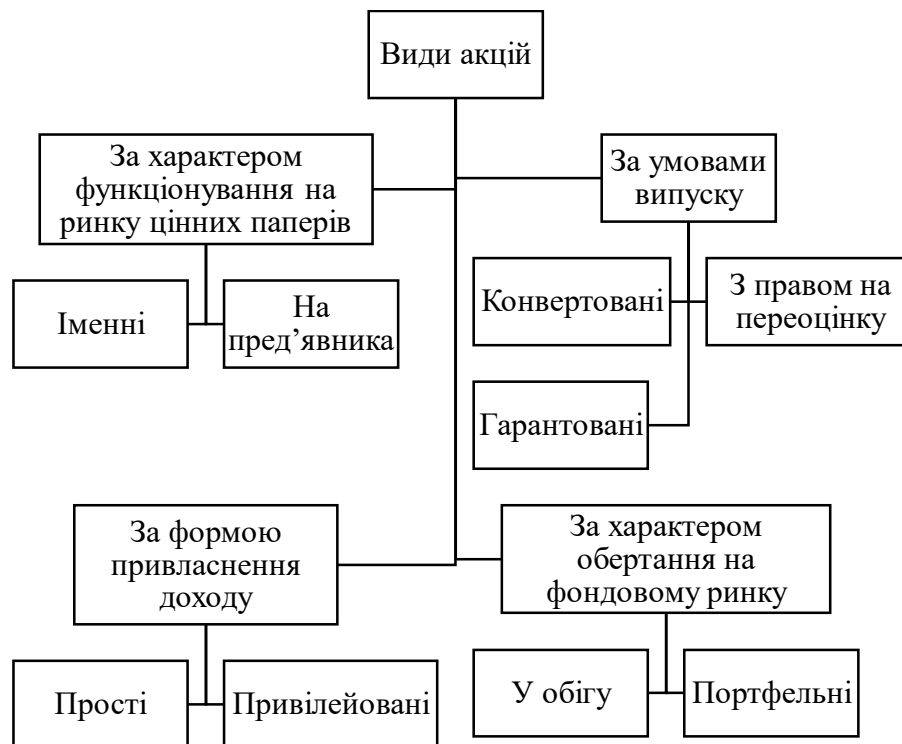 Види акцій
За характером
функціонування на
ринку цінних паперів
За умовами
випуску
Іменні
На
пред’явника
Конвертовані
З правом на
переоцінку
Гарантовані
За формою
привласнення
доходу
За характером
обертання на
фондовому ринку
Прості
Привілейовані
У обігу
Портфельні